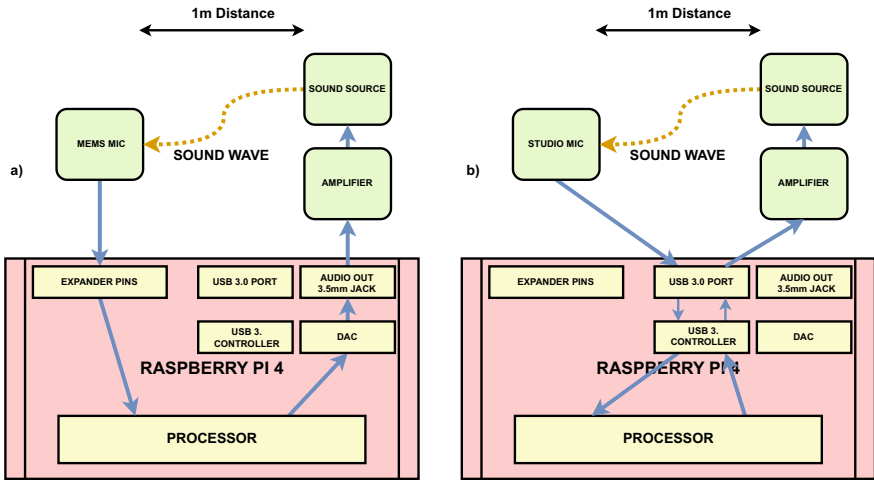 1m Distance
SOUND SOURCE
MEMS MIC
SOUND WAVE
a)
AMPLIFIER
EXPANDER PINS
USB 3.0 PORT
AUDIO OUT
3.5mm JACK
USB 3.
CONTROLLER
DAC
RASPBERRY PI 4
PROCESSOR
1m Distance
SOUND SOURCE
STUDIO MIC
SOUND WAVE
b)
AMPLIFIER
EXPANDER PINS
USB 3.0 PORT
AUDIO OUT
3.5mm JACK
USB 3.
CONTROLLER
DAC
RASPBERRY PI 4
PROCESSOR